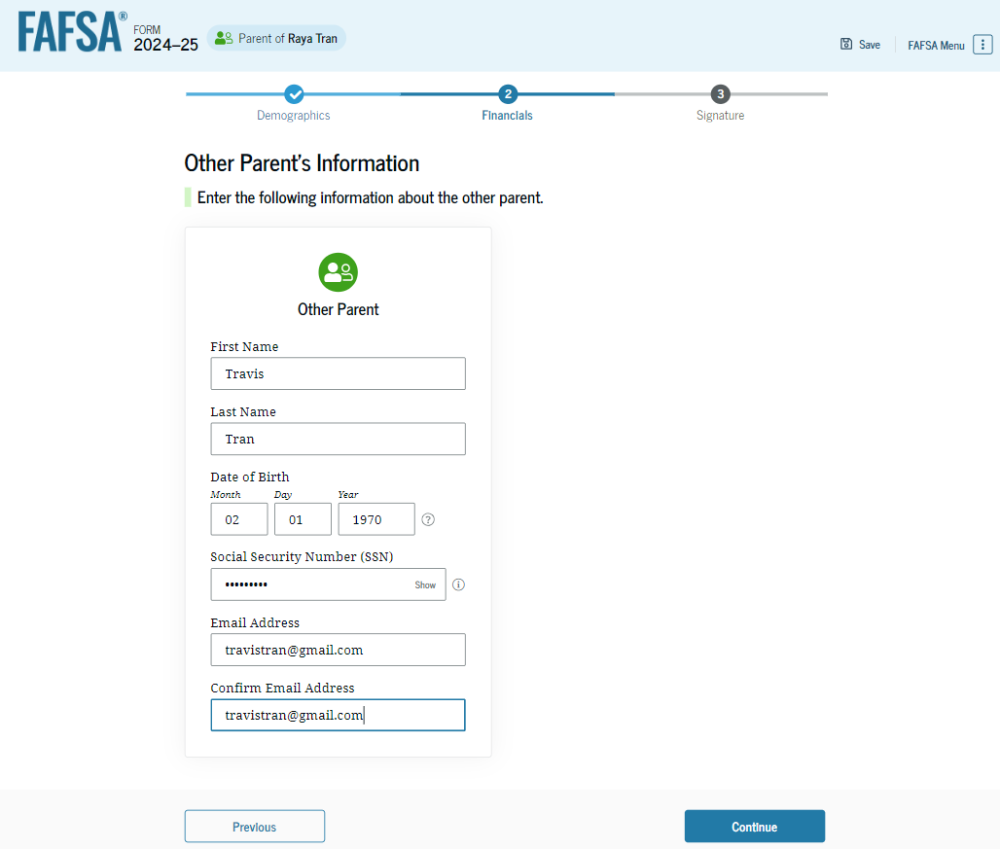 FAFSA®
FORM
2024–25
Parent of Raya Tran
Save
FAFSA Menu
2
3
Demographics
Financials
Signature
Other Parent's Information
Enter the following information about the other parent.
Other Parent
First Name
Travis
Last Name
Tran
Date of Birth
Month Day Year
02 01 1970 ?
Social Security Number (SSN)
••••••••• Show i
Email Address
travistran@gmail.com
Confirm Email Address
travistran@gmail.com
Previous
Continue